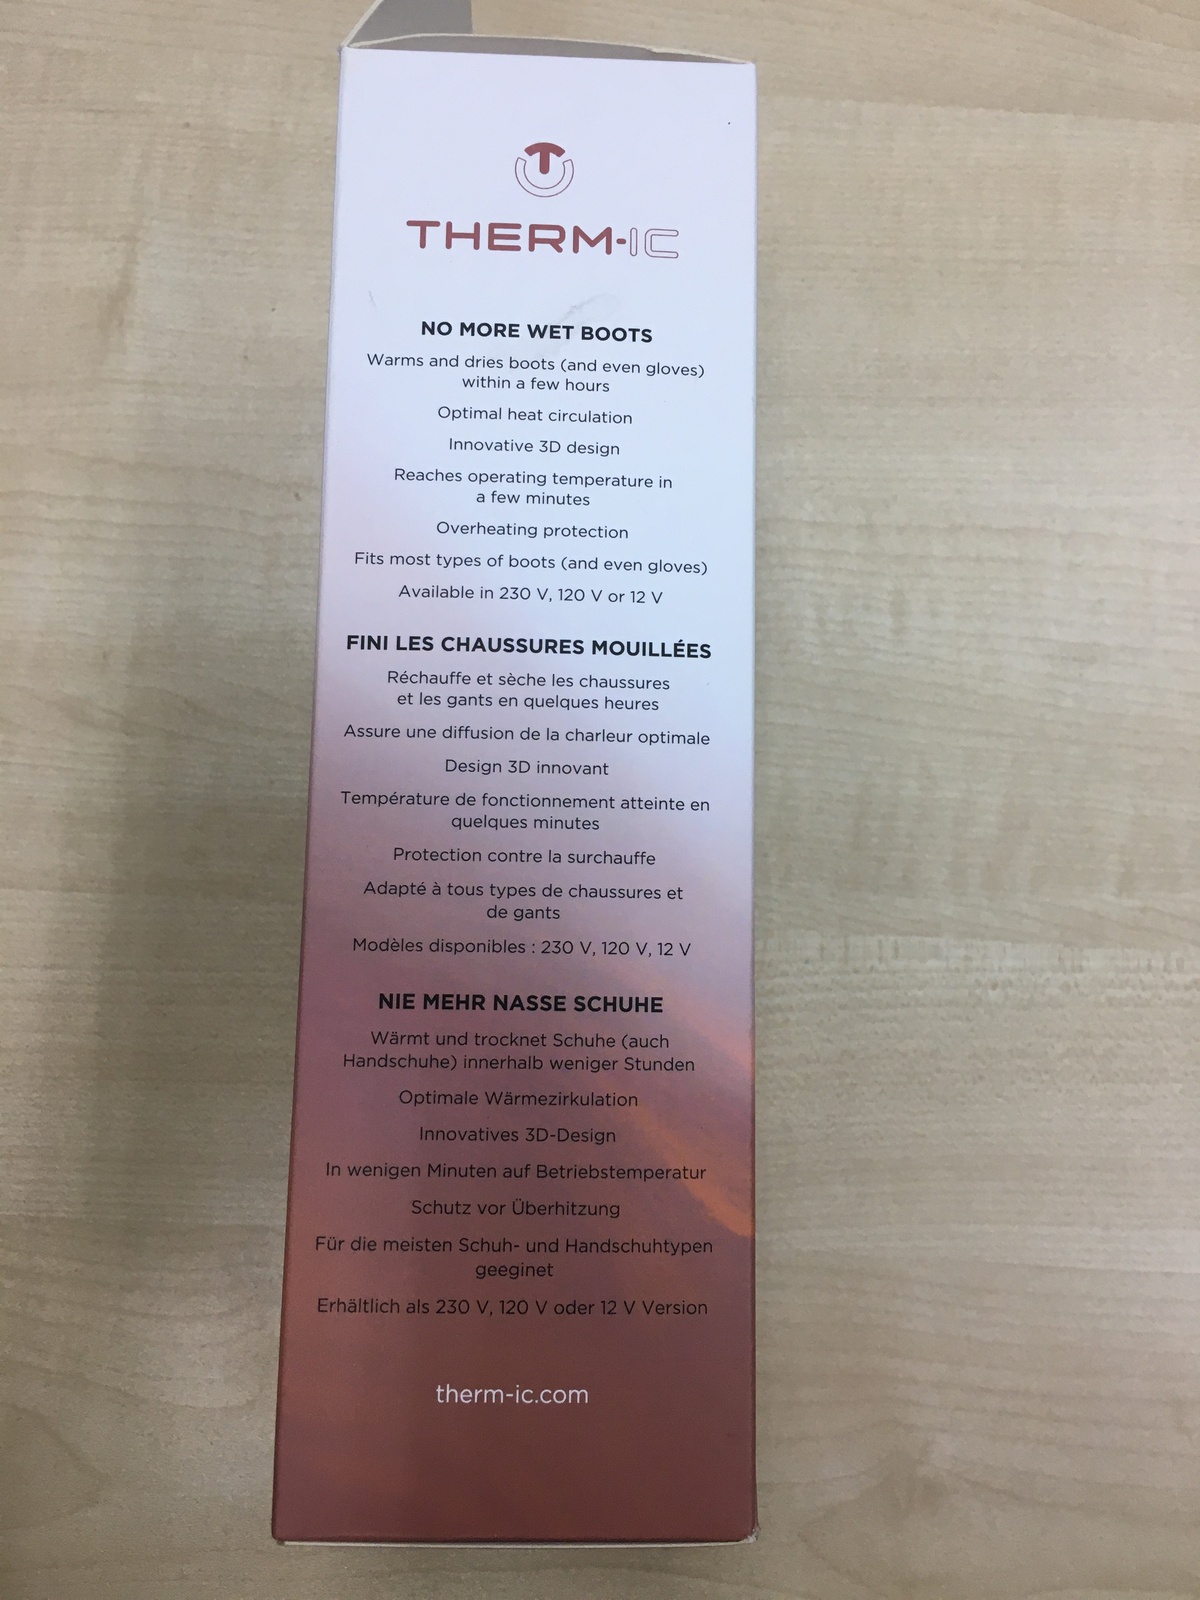 THERM-IC
NO MORE WET BOOTS
Warms and dries boots (and even gloves)
within a few hours
Optimal heat circulation
Innovative 3D design
Reaches operating temperature in
a few minutes
Overheating protection
Fits most types of boots (and even gloves)
Available in 230 V, 120 V or 12 V
FINI LES CHAUSSURES MOUILLÉES
Réchauffe et sèche les chaussures
et les gants en quelques heures
Assure une diffusion de la charleur optimale
Design 3D innovant
Température de fonctionnement atteinte en
quelques minutes
Protection contre la surchauffe
Adapté à tous types de chaussures et
de gants
Modèles disponibles : 230 V, 120 V, 12 V
NIE MEHR NASSE SCHUHE
Wärmt und trocknet Schuhe (auch
Handschuhe) innerhalb weniger Stunden
Optimale Wärmezirkulation
Innovatives 3D-Design
In wenigen Minuten auf Betriebstemperatur
Schutz vor Überhitzung
Für die meisten Schuh- und Handschuhtypen
geeginet
Erhältlich als 230 V, 120 V oder 12 V Version
therm-ic.com